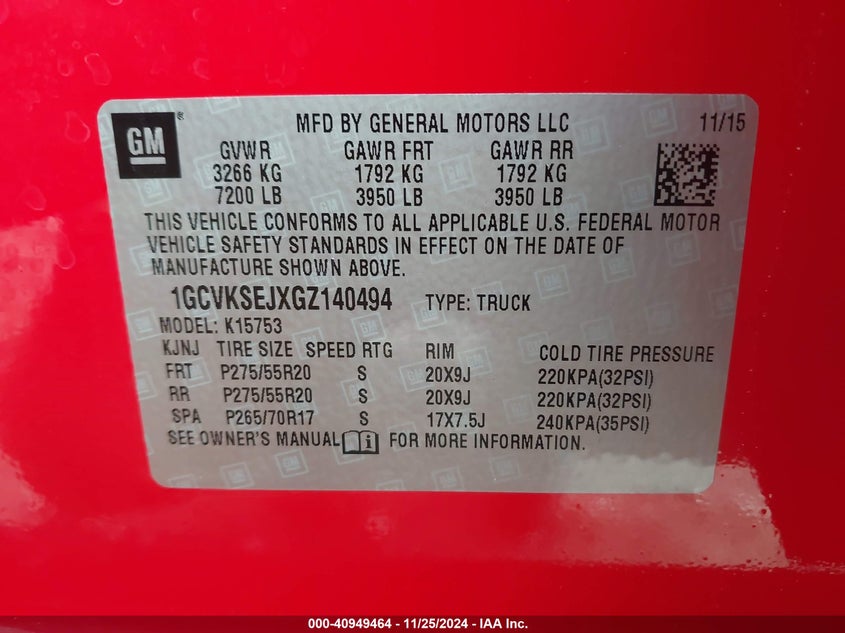 GM ® MFD BY GENERAL MOTORS LLC 11/15
GVWR GAWR FRT GAWR RR
3266 KG 1792 KG 1792 KG
7200 LB 3950 LB 3950 LB
THIS VEHICLE CONFORMS TO ALL APPLICABLE U.S. FEDERAL MOTOR
VEHICLE SAFETY STANDARDS IN EFFECT ON THE DATE OF
MANUFACTURE SHOWN ABOVE.
1GCVKSEJXGZ140494 TYPE: TRUCK
MODEL: K15753
KJNJ TIRE SIZE SPEED RTG RIM COLD TIRE PRESSURE
FRT P275/55R20 S 20X9J 220KPA(32PSI)
RR P275/55R20 S 20X9J 220KPA(32PSI)
SPA P265/70R17 S 17X7.5J 240KPA(35PSI)
SEE OWNER'S MANUAL i FOR MORE INFORMATION.
000-40949464 - 11/25/2024 - IAA Inc.